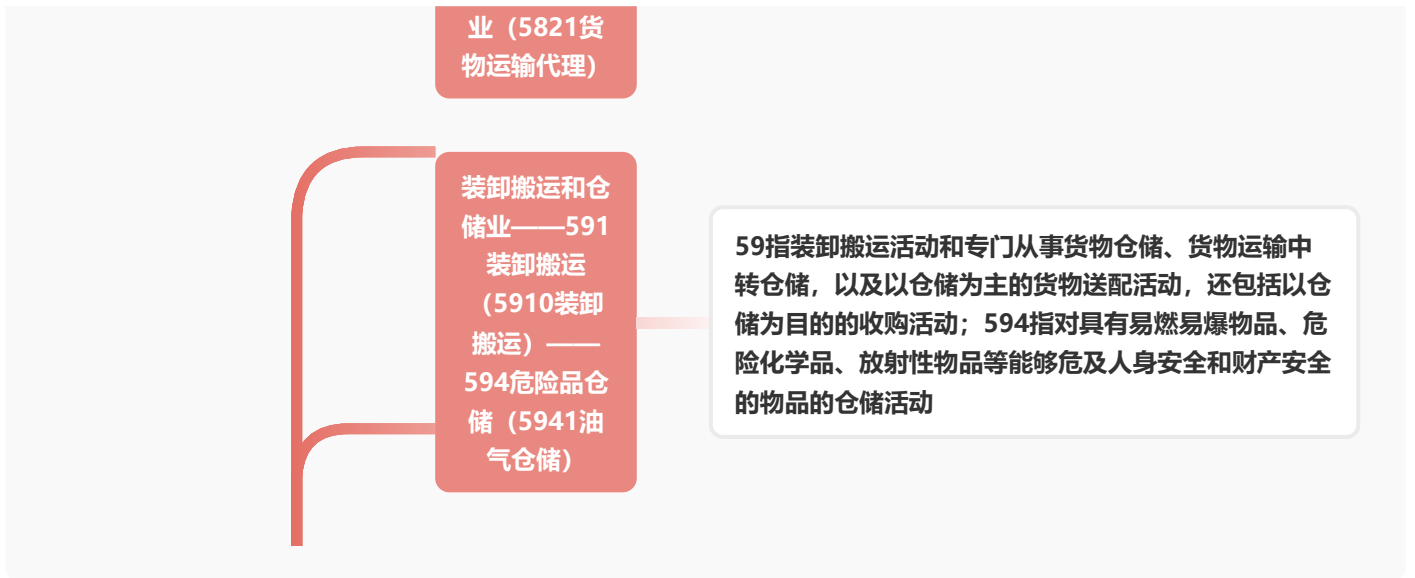 业（5821货
物运输代理）
装卸搬运和仓
储业——591
装卸搬运
（5910装卸
搬运）——
594危险品仓
储（5941油
气仓储）
59指装卸搬运活动和专门从事货物仓储、货物运输中
转仓储，以及以仓储为主的货物送配活动，还包括以仓
储为目的的收购活动；594指对具有易燃易爆物品、危
险化学品、放射性物品等能够危及人身安全和财产安全
的物品的仓储活动